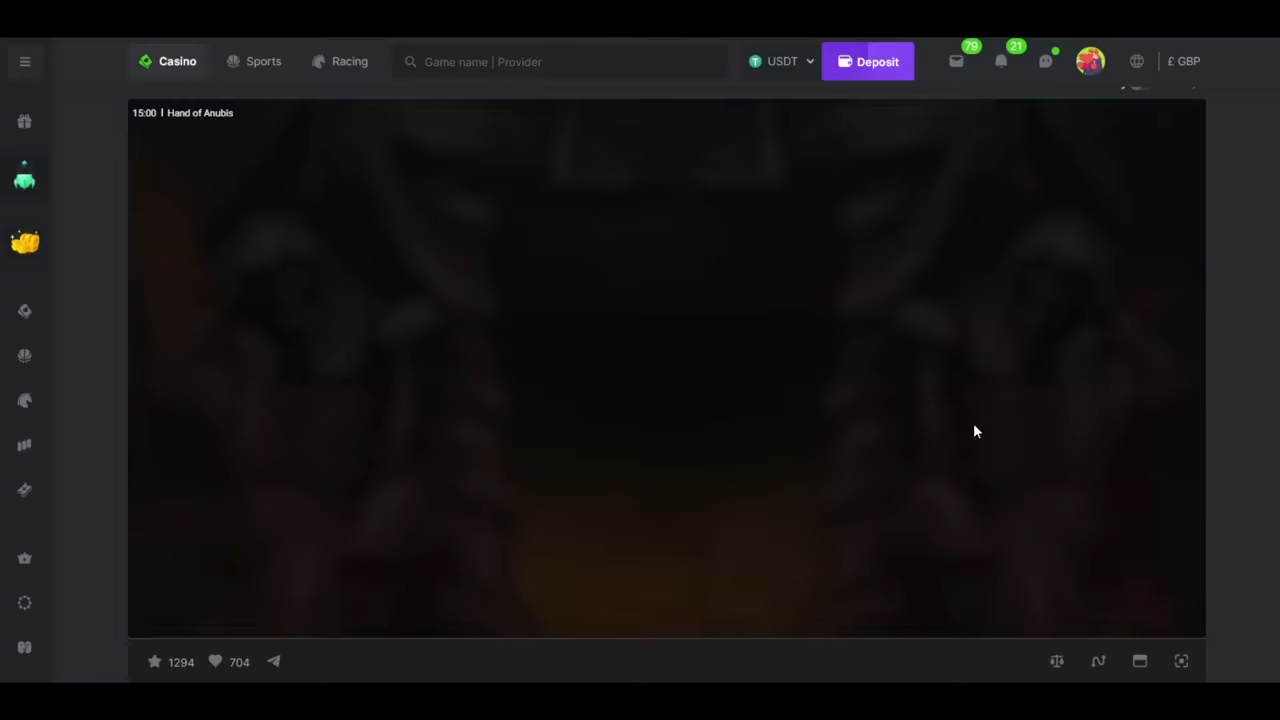 Casino
Sports
Racing
Game name | Provider
USDT
Deposit
79
21
£ GBP
15:00 | Hand of Anubis
1294
704